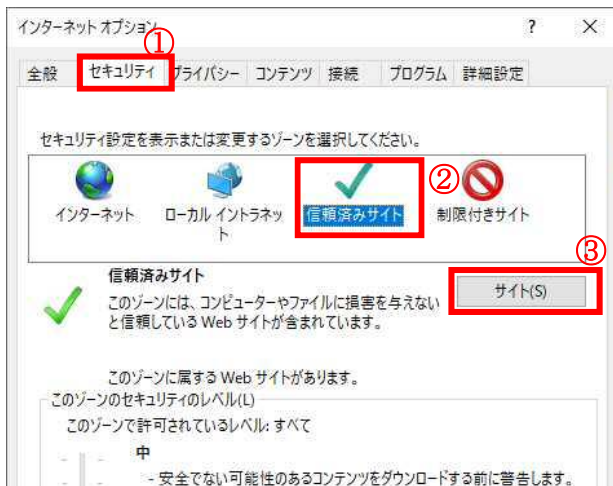 インターネット オプション ? ×
①
全般 セキュリティ プライバシー コンテンツ 接続 プログラム 詳細設定
セキュリティ設定を表示または変更するゾーンを選択してください。
②
インターネット ローカル イントラネッ
ト
信頼済みサイト 制限付きサイト
③
信頼済みサイト
サイト(S)
このゾーンには、コンピューターやファイルに損害を与えない
と信頼している Web サイトが含まれています。
このゾーンに属する Web サイトがあります。
このゾーンのセキュリティのレベル(L)
このゾーンで許可されているレベル: すべて
中
- 安全でない可能性のあるコンテンツをダウンロードする前に警告します。